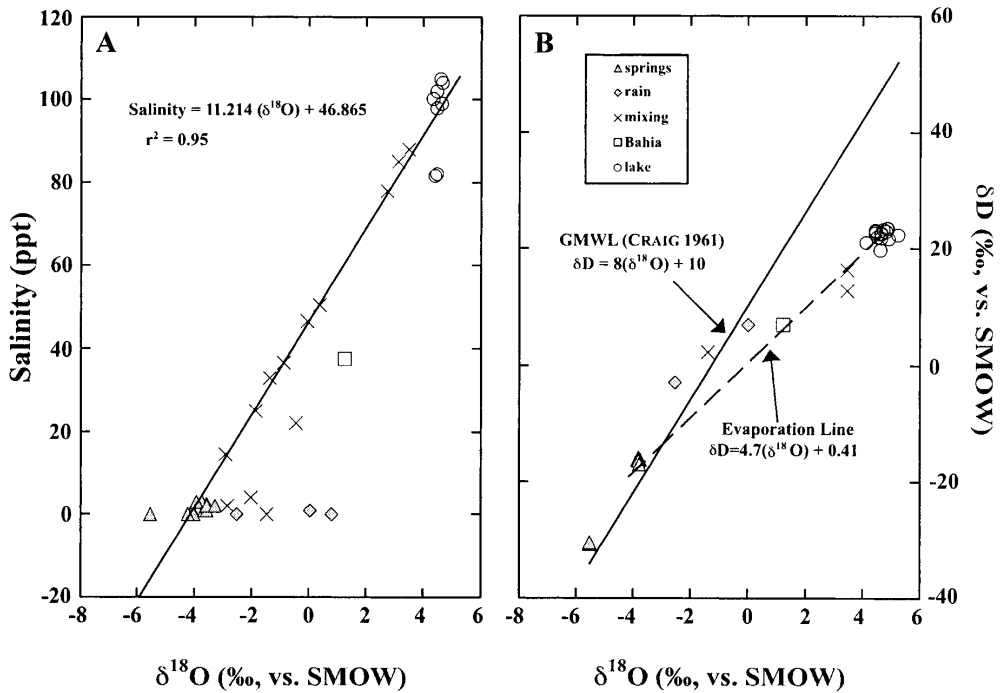 A
Salinity = 11.214 (δ¹⁸O) + 46.865
r² = 0.95
120
100
80
60
40
20
0
-20
Salinity (ppt)
-6
-4
-2
0
2
4
6
δ¹⁸O (‰, vs. SMOW)
B
springs
rain
mixing
Bahia
lake
GMWL (CRAIG 1961)
δD = 8(δ¹⁸O) + 10
Evaporation Line
δD=4.7(δ¹⁸O) + 0.41
60
40
20
0
-20
-40
δD (‰, vs. SMOW)
-8
-6
-4
-2
0
2
4
6
δ¹⁸O (‰, vs. SMOW)